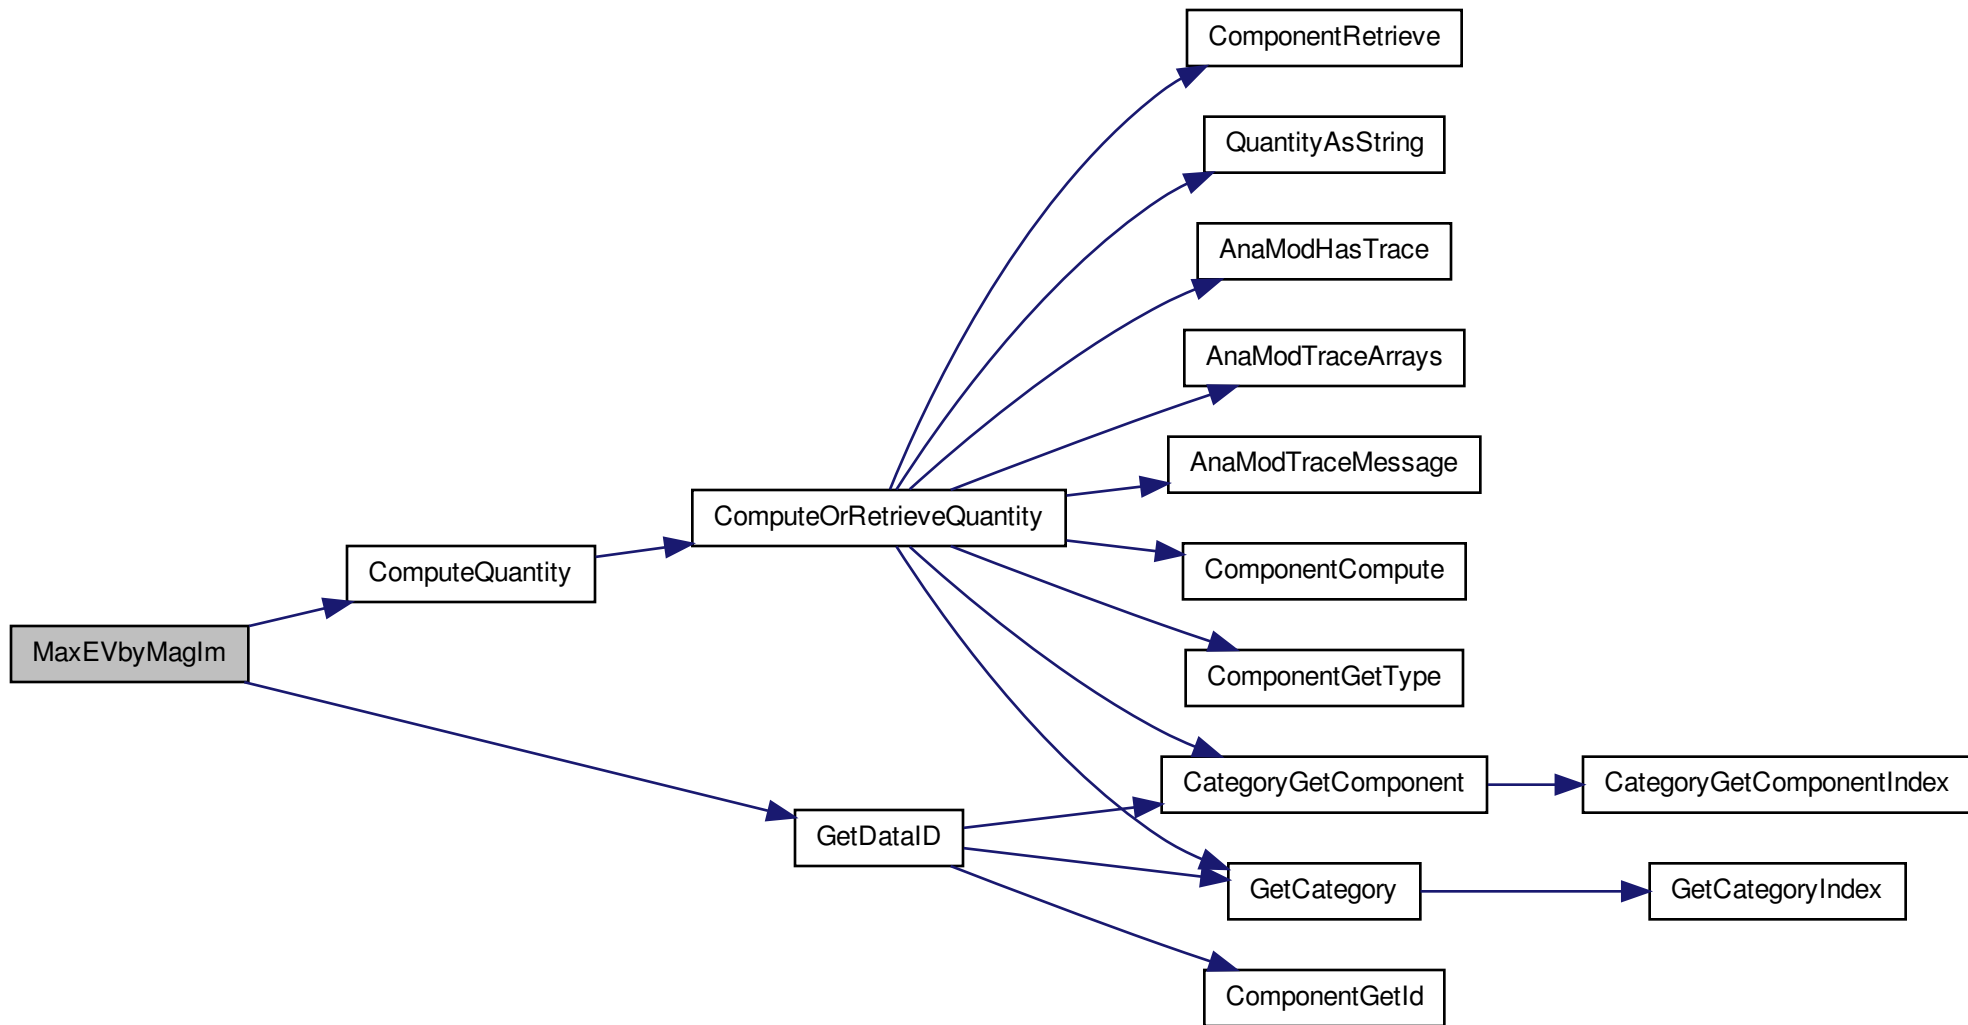 ComponentRetrieve
QuantityAsString
AnaModHasTrace
AnaModTraceArrays
AnaModTraceMessage
ComputeOrRetrieveQuantity
ComputeQuantity
ComponentCompute
MaxEVbyMagIm
ComponentGetType
CategoryGetComponent
CategoryGetComponentIndex
GetDataID
GetCategory
GetCategoryIndex
ComponentGetId